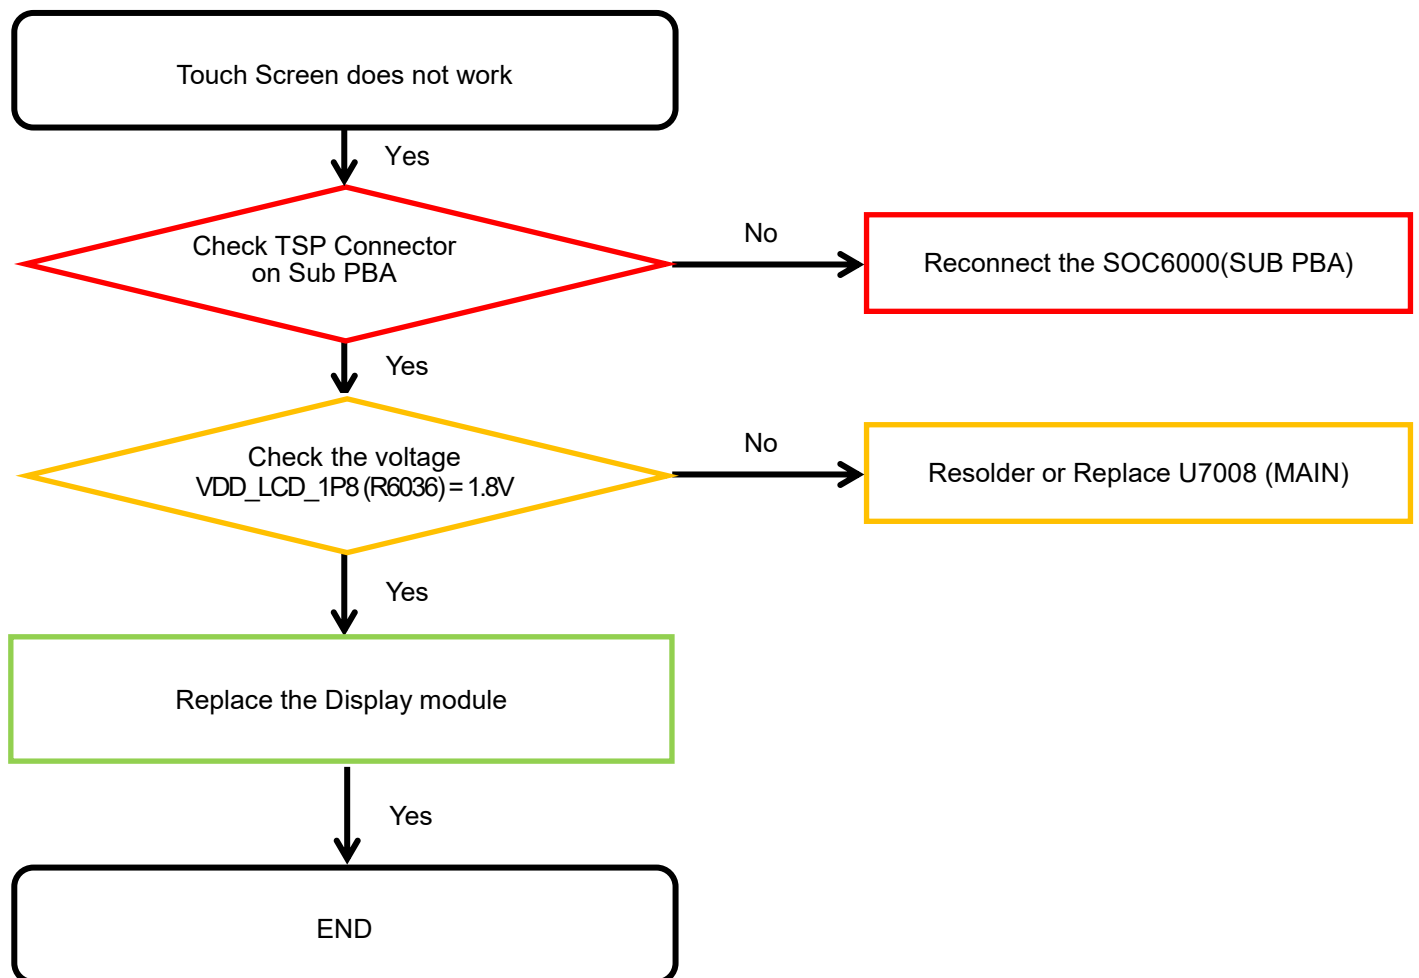 Touch Screen does not work
Yes
Check TSP Connector
on Sub PBA
No
Reconnect the SOC6000(SUB PBA)
Yes
Check the voltage
VDD_LCD_1P8 (R6036) = 1.8V
No
Resolder or Replace U7008 (MAIN)
Yes
Replace the Display module
Yes
END